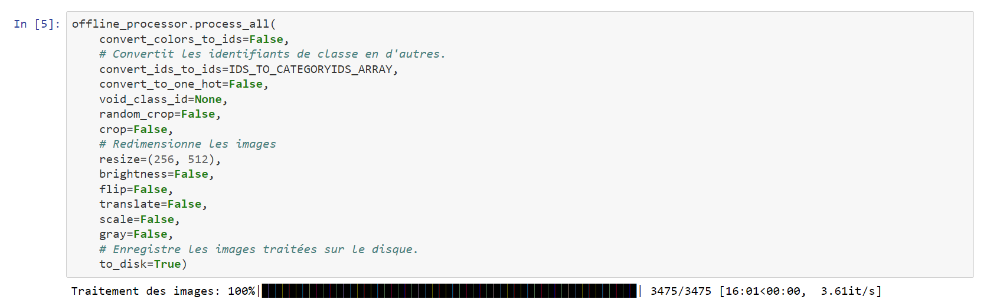 In [5]: offline_processor.process_all(
convert_colors_to_ids=False,
# Convertit les identifiants de classe en d'autres.
convert_ids_to_ids=IDS_TO_CATEGORYIDS_ARRAY,
convert_to_one_hot=False,
void_class_id=None,
random_crop=False,
crop=False,
# Redimensionne les images
resize=(256, 512),
brightness=False,
flip=False,
translate=False,
scale=False,
gray=False,
# Enregistre les images traitées sur le disque.
to_disk=True)
Traitement des images: 100%|██████████| 3475/3475 [16:01<00:00, 3.61it/s]